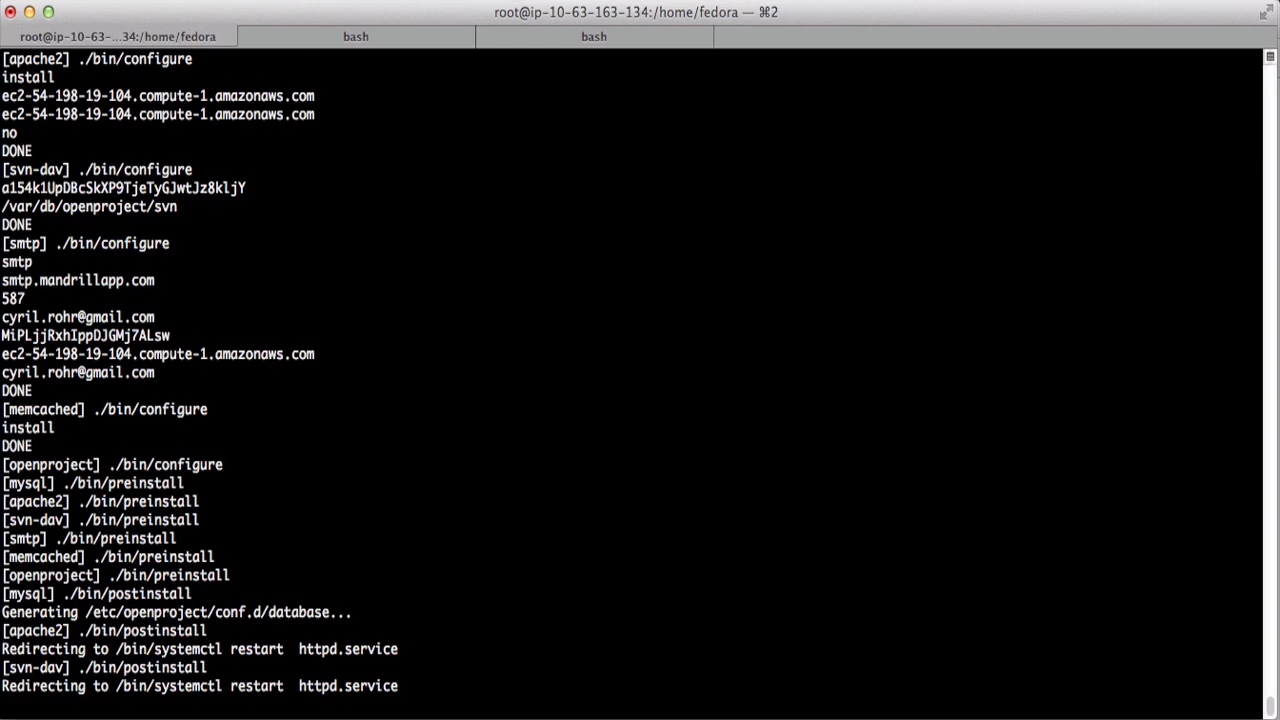 root@ip-10-63-163-134:/home/fedora — ⌘2
root@ip-10-63-...34:/home/fedora
bash
bash
[apache2] ./bin/configure
install
ec2-54-198-19-104.compute-1.amazonaws.com
ec2-54-198-19-104.compute-1.amazonaws.com
no
DONE
[svn-dav] ./bin/configure
a154k1UpDBcSkXP9TjeTyGJwtJz8kljY
/var/db/openproject/svn
DONE
[smtp] ./bin/configure
smtp
smtp.mandrillapp.com
587
cyril.rohr@gmail.com
MiPLjjRxhIppDJGMj7ALsw
ec2-54-198-19-104.compute-1.amazonaws.com
cyril.rohr@gmail.com
DONE
[memcached] ./bin/configure
install
DONE
[openproject] ./bin/configure
[mysql] ./bin/preinstall
[apache2] ./bin/preinstall
[svn-dav] ./bin/preinstall
[smtp] ./bin/preinstall
[memcached] ./bin/preinstall
[openproject] ./bin/preinstall
[mysql] ./bin/postinstall
Generating /etc/openproject/conf.d/database...
[apache2] ./bin/postinstall
Redirecting to /bin/systemctl restart  httpd.service
[svn-dav] ./bin/postinstall
Redirecting to /bin/systemctl restart  httpd.service